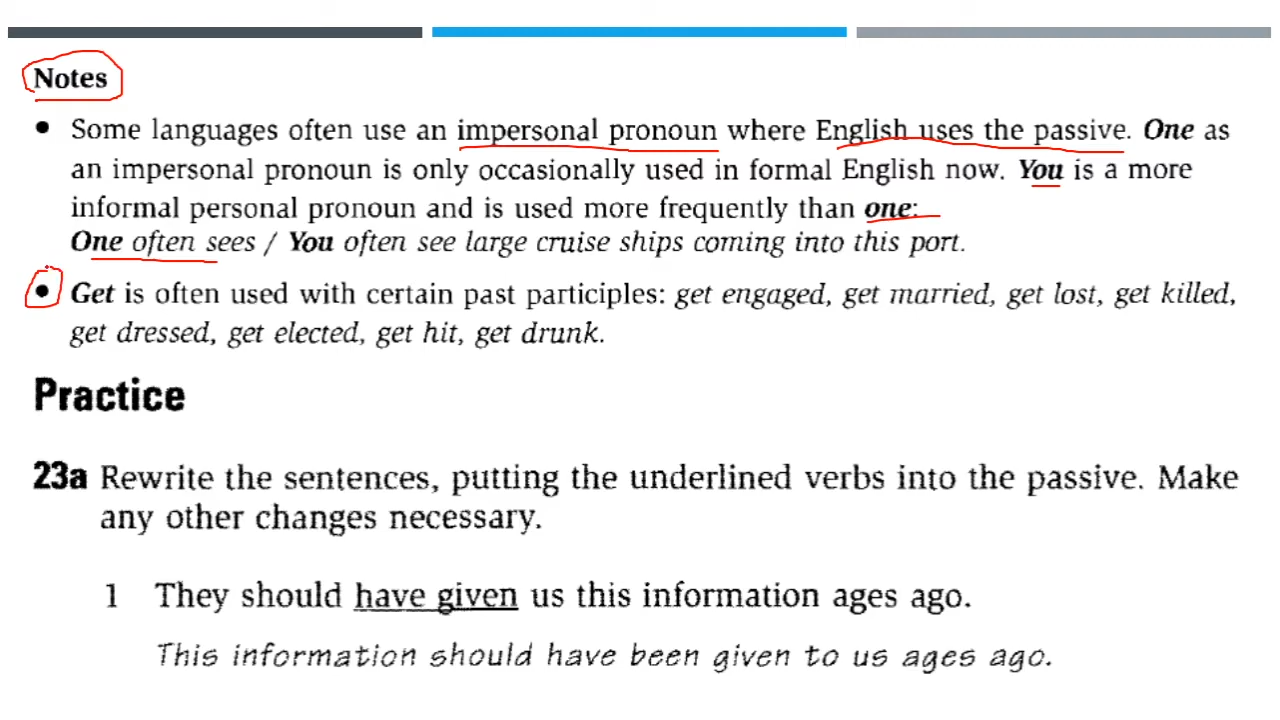 Notes
• Some languages often use an impersonal pronoun where English uses the passive. One as
an impersonal pronoun is only occasionally used in formal English now. You is a more
informal personal pronoun and is used more frequently than one:
One often sees / You often see large cruise ships coming into this port.
• Get is often used with certain past participles: get engaged, get married, get lost, get killed,
get dressed, get elected, get hit, get drunk.
Practice
23a Rewrite the sentences, putting the underlined verbs into the passive. Make
any other changes necessary.
1 They should have given us this information ages ago.
This information should have been given to us ages ago.